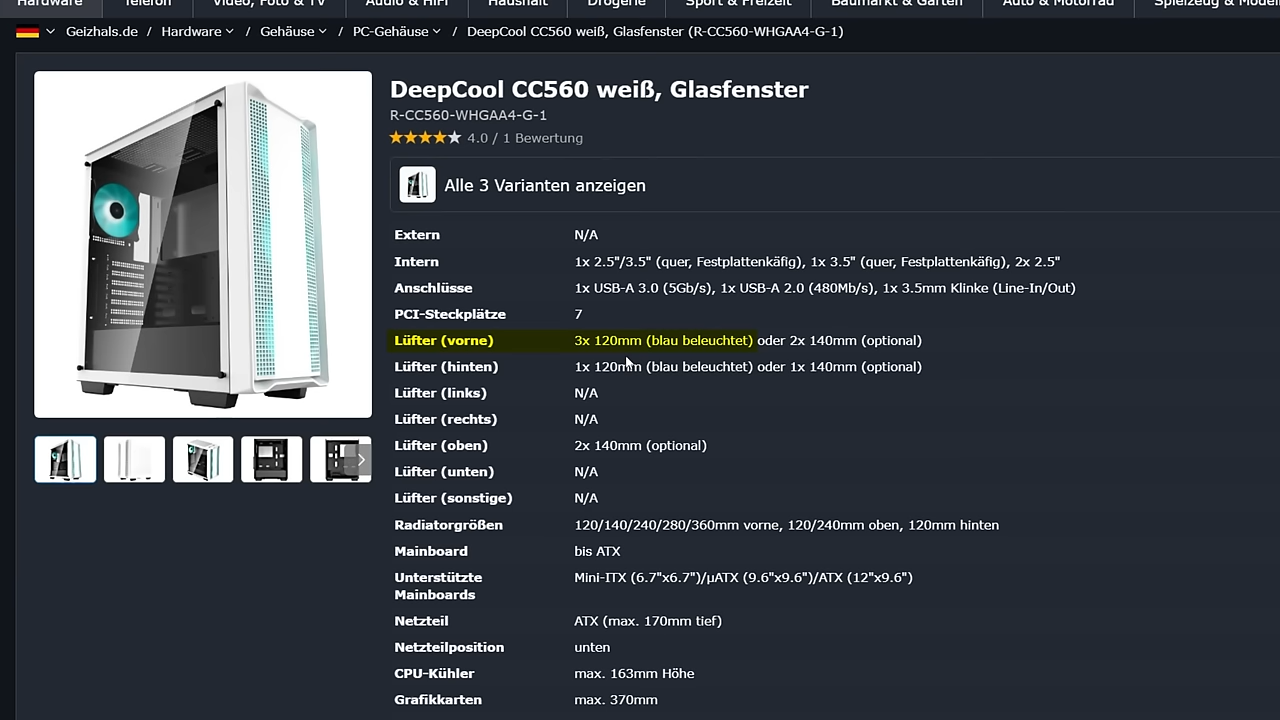 Hardware Telefon Video, Foto & TV Audio & HIFI Haushalt Drogerie Sport & Freizeit Baumarkt & Garten Auto & Motorrad Spielzeug &
Geizhals.de / Hardware / Gehäuse / PC-Gehäuse / DeepCool CC560 weiß, Glasfenster (R-CC560-WHGAA4-G-1)
DeepCool CC560 weiß, Glasfenster
R-CC560-WHGAA4-G-1
4.0 / 1 Bewertung
Alle 3 Varianten anzeigen
Extern N/A
Intern 1x 2.5"/3.5" (quer, Festplattenkäfig), 1x 3.5" (quer, Festplattenkäfig), 2x 2.5"
Anschlüsse 1x USB-A 3.0 (5Gb/s), 1x USB-A 2.0 (480Mb/s), 1x 3.5mm Klinke (Line-In/Out)
PCI-Steckplätze 7
Lüfter (vorne) 3x 120mm (blau beleuchtet) oder 2x 140mm (optional)
Lüfter (hinten) 1x 120mm (blau beleuchtet) oder 1x 140mm (optional)
Lüfter (links) N/A
Lüfter (rechts) N/A
Lüfter (oben) 2x 140mm (optional)
Lüfter (unten) N/A
Lüfter (sonstige) N/A
Radiatorgrößen 120/140/240/280/360mm vorne, 120/240mm oben, 120mm hinten
Mainboard bis ATX
Unterstützte Mainboards Mini-ITX (6.7"x6.7")/µATX (9.6"x9.6")/ATX (12"x9.6")
Netzteil ATX (max. 170mm tief)
Netzteilposition unten
CPU-Kühler max. 163mm Höhe
Grafikkarten max. 370mm